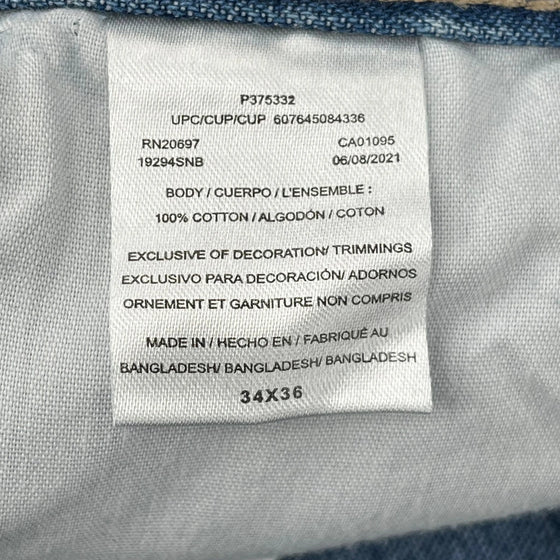 P375332
UPC/CUP/CUP 607645084336
RN20697 CA01095
19294SNB 06/08/2021
BODY / CUERPO / L'ENSEMBLE :
100% COTTON / ALGODÓN / COTON
EXCLUSIVE OF DECORATION/ TRIMMINGS
EXCLUSIVO PARA DECORACIÓN/ ADORNOS
ORNEMENT ET GARNITURE NON COMPRIS
MADE IN / HECHO EN / FABRIQUÉ AU
BANGLADESH/ BANGLADESH/ BANGLADESH
34X36